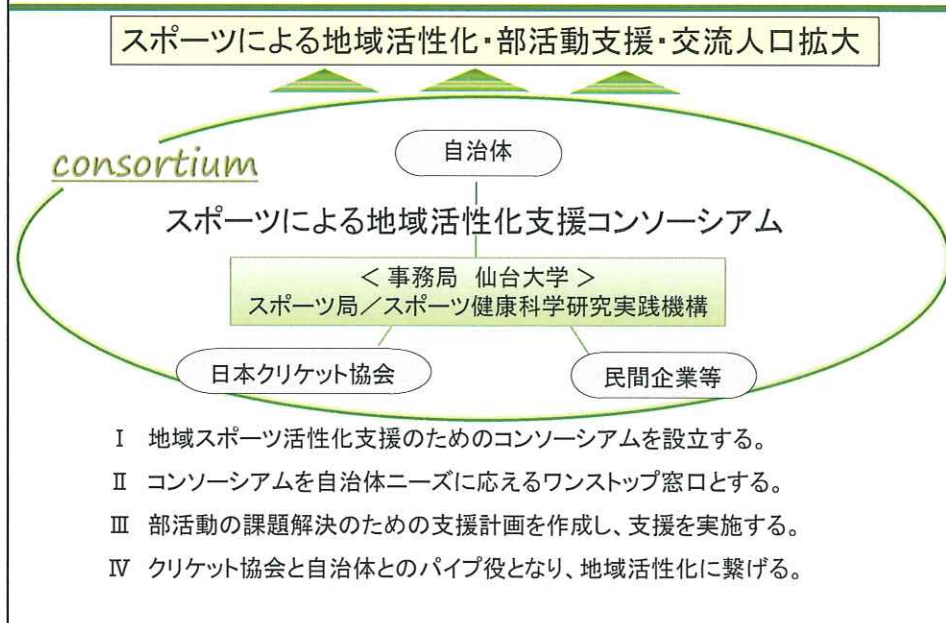 スポーツによる地域活性化・部活動支援・交流人口拡大
consortium
自治体
スポーツによる地域活性化支援コンソーシアム
< 事務局 仙台大学 >
スポーツ局／スポーツ健康科学研究実践機構
日本クリケット協会
民間企業等
Ⅰ 地域スポーツ活性化支援のためのコンソーシアムを設立する。
Ⅱ コンソーシアムを自治体ニーズに応えるワンストップ窓口とする。
Ⅲ 部活動の課題解決のための支援計画を作成し、支援を実施する。
Ⅳ クリケット協会と自治体とのパイプ役となり、地域活性化に繋げる。